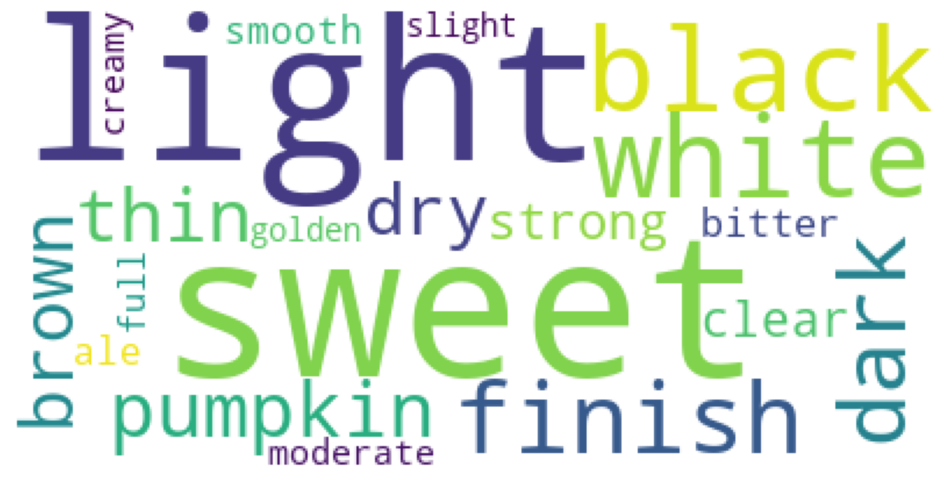 light
creamy
smooth
slight
black
white
thin
golden
dry
strong
bitter
brown
full
ale
sweet
clear
dark
pumpkin
finish
moderate